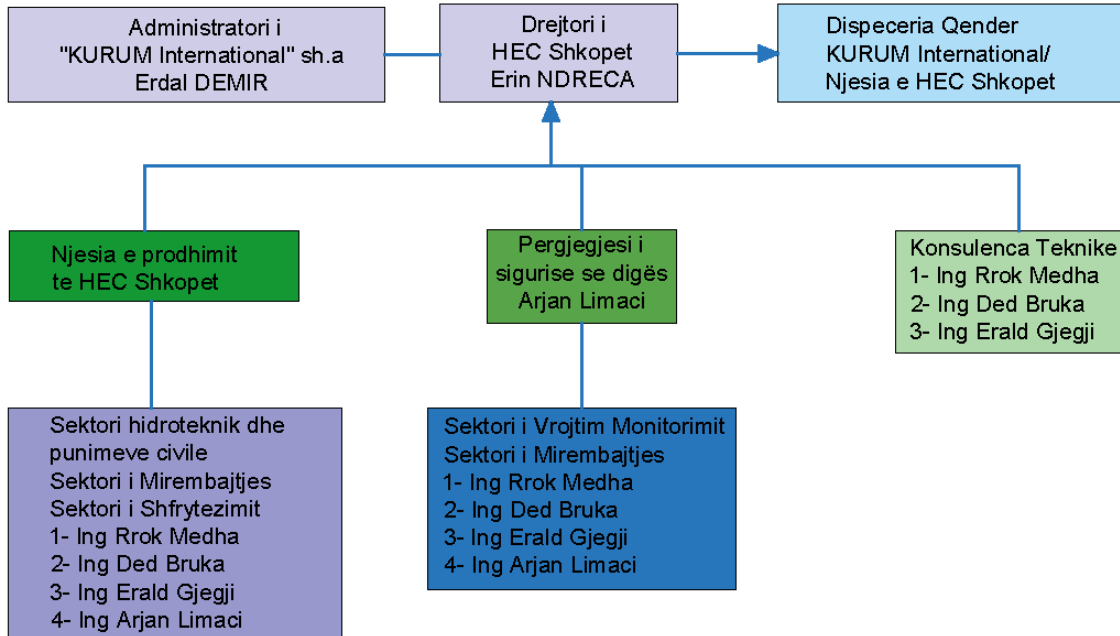 Administratori i
"KURUM International" sh.a
Erdal DEMIR
Drejtori i
HEC Shkopet
Erin NDRECA
Dispeceria Qender
KURUM International/
Njesia e HEC Shkopet
Njesia e prodhimit
te HEC Shkopet
Pergjegjesi i
sigurise se digës
Arjan Limaci
Konsulenca Teknike
1- Ing Rrok Medha
2- Ing Ded Bruka
3- Ing Erald Gjegji
Sektori hidroteknik dhe
punimeve civile
Sektori i Mirembajtjes
Sektori i Shfrytezimit
1- Ing Rrok Medha
2- Ing Ded Bruka
3- Ing Erald Gjegji
4- Ing Arjan Limaci
Sektori i Vrojtim Monitorimit
Sektori i Mirembajtjes
1- Ing Rrok Medha
2- Ing Ded Bruka
3- Ing Erald Gjegji
4- Ing Arjan Limaci